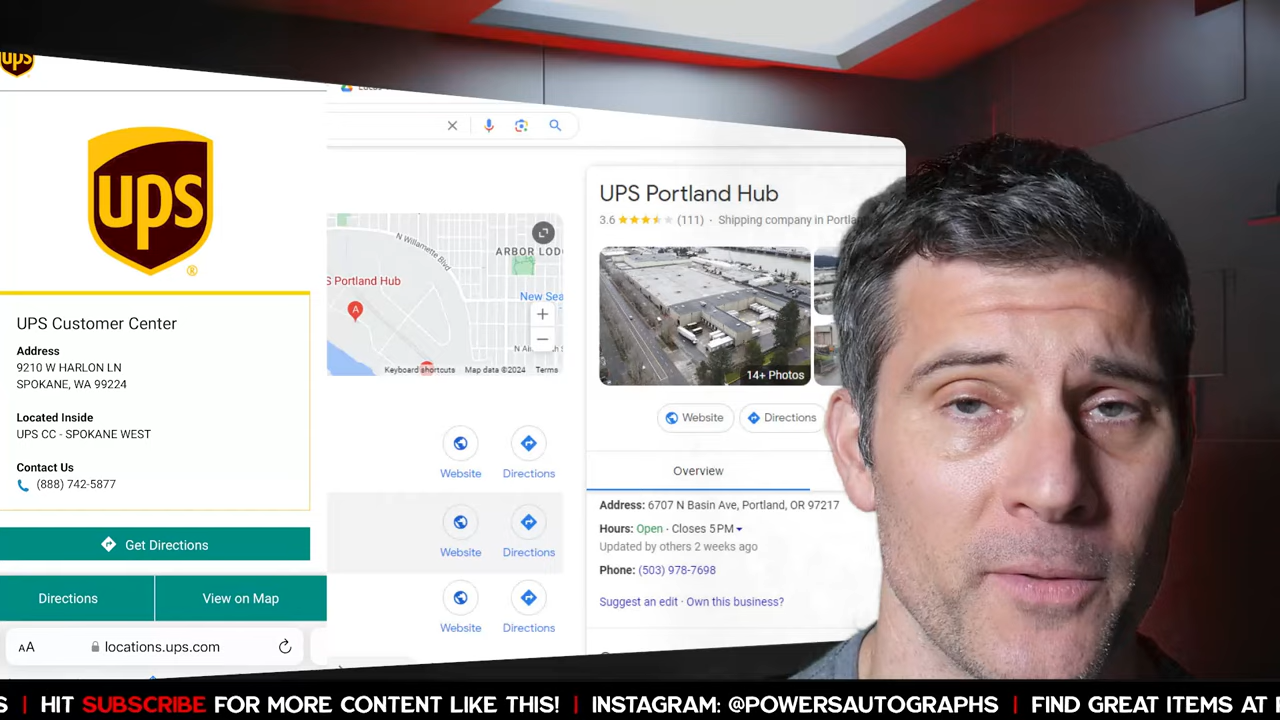 ups
ups
®
UPS Customer Center
Address
9210 W HARLON LN
SPOKANE, WA 99224
Located Inside
UPS CC - SPOKANE WEST
Contact Us
(888) 742-5877
Get Directions
Directions
View on Map
AA
locations.ups.com
N Willamette Blvd
ARBOR LOD
S Portland Hub
A
New Sea
Keyboard shortcuts
Map data ©2024
Terms
Website
Directions
Website
Directions
Website
Directions
UPS Portland Hub
3.6 (111) · Shipping company in
14+ Photos
Website
Directions
Overview
Address: 6707 N Basin Ave, Portland, OR 97217
Hours: Open · Closes 5 PM
Updated by others 2 weeks ago
Phone: (503) 978-7698
Suggest an edit · Own this business?
S | HIT SUBSCRIBE FOR MORE CONTENT LIKE THIS! | INSTAGRAM: @POWERSAUTOGRAPHS | FIND GREAT ITEMS AT